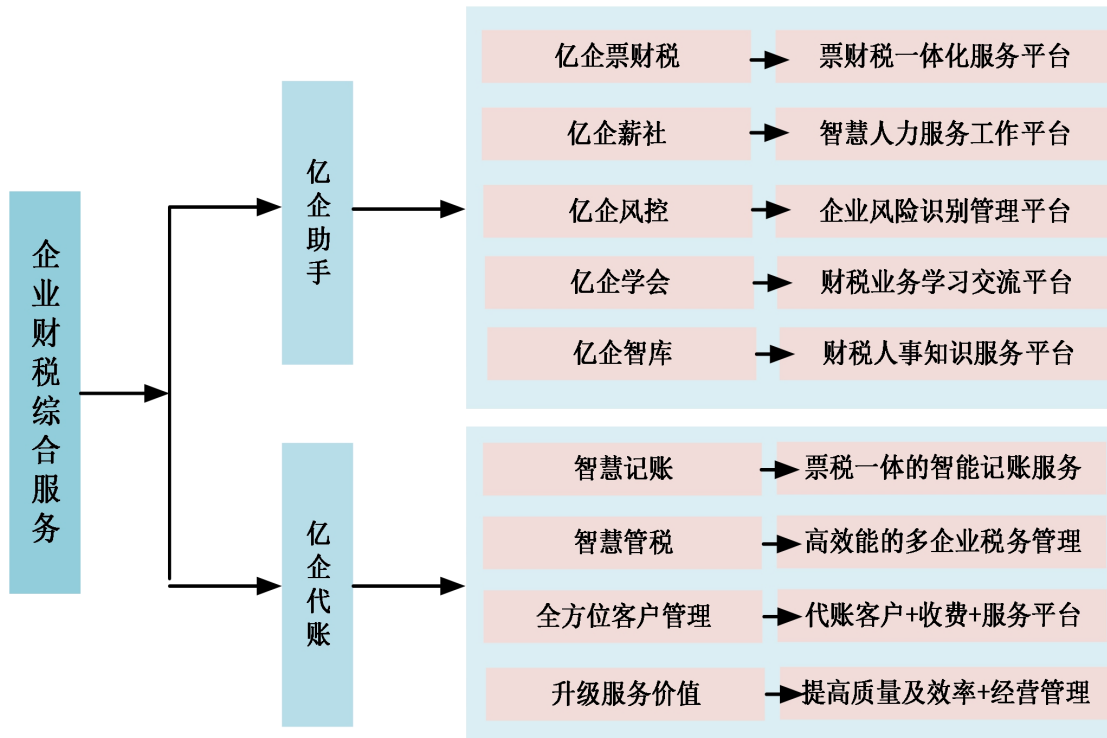 企业财税综合服务
亿企助手
亿企票财税
票财税一体化服务平台
亿企薪社
智慧人力服务工作平台
亿企风控
企业风险识别管理平台
亿企学会
财税业务学习交流平台
亿企智库
财税人事知识服务平台
亿企代账
智慧记账
票税一体的智能记账服务
智慧管税
高效能的多企业税务管理
全方位客户管理
代账客户+收费+服务平台
升级服务价值
提高质量及效率+经营管理